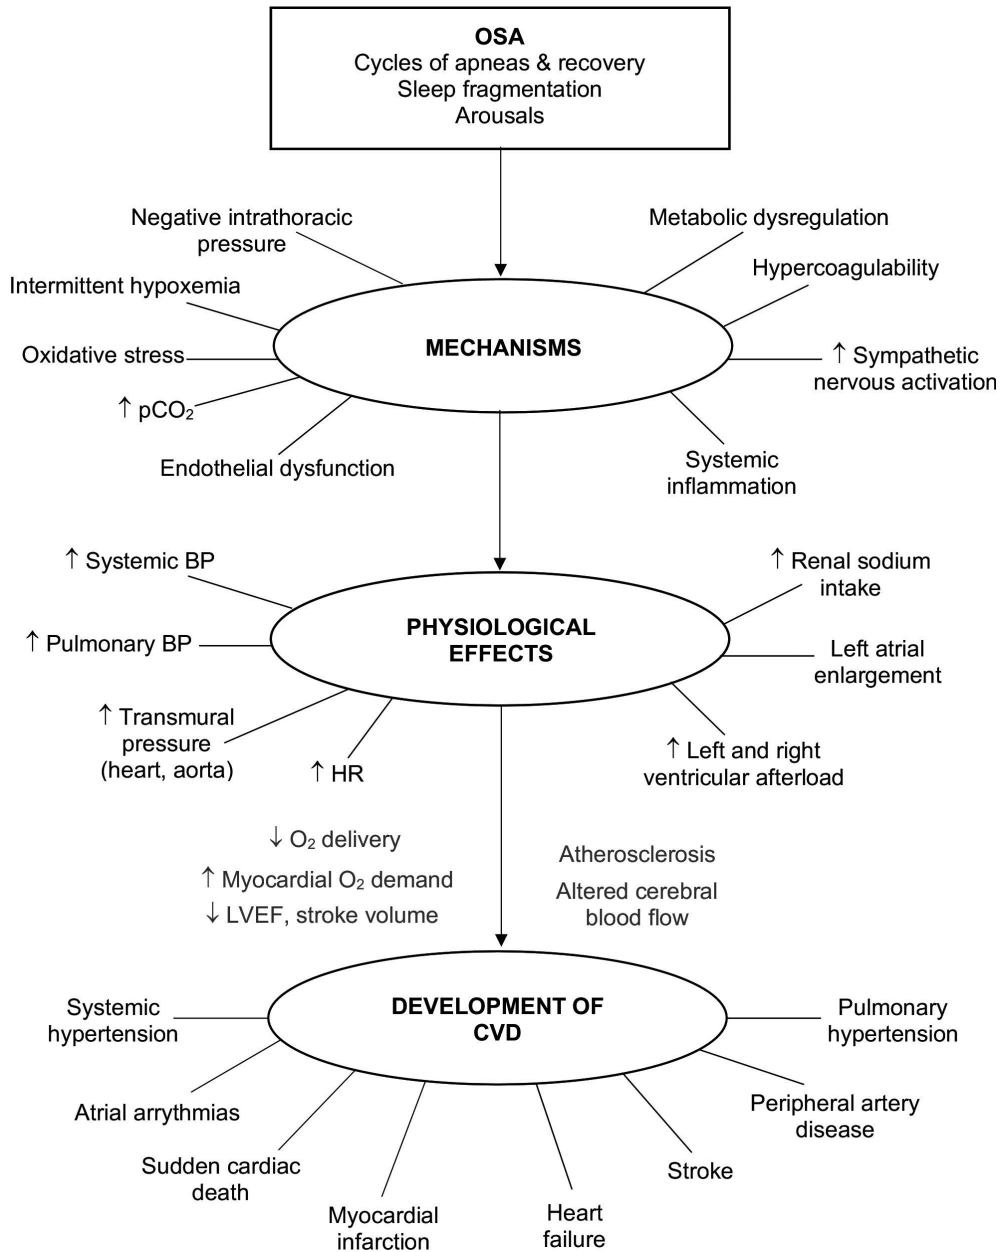 OSA
Cycles of apneas & recovery
Sleep fragmentation
Arousals
Negative intrathoracic
pressure
Metabolic dysregulation
Intermittent hypoxemia
Hypercoagulability
Oxidative stress
MECHANISMS
↑ Sympathetic
nervous activation
↑ pCO₂
Endothelial dysfunction
Systemic
inflammation
↑ Systemic BP
↑ Renal sodium
intake
↑ Pulmonary BP
PHYSIOLOGICAL
EFFECTS
Left atrial
enlargement
↑ Transmural
pressure
(heart, aorta)
↑ HR
↑ Left and right
ventricular afterload
↓ O₂ delivery
↑ Myocardial O₂ demand
↓ LVEF, stroke volume
Atherosclerosis
Altered cerebral
blood flow
Systemic
hypertension
DEVELOPMENT OF
CVD
Pulmonary
hypertension
Atrial arrythmias
Peripheral artery
disease
Sudden cardiac
death
Stroke
Myocardial
infarction
Heart
failure